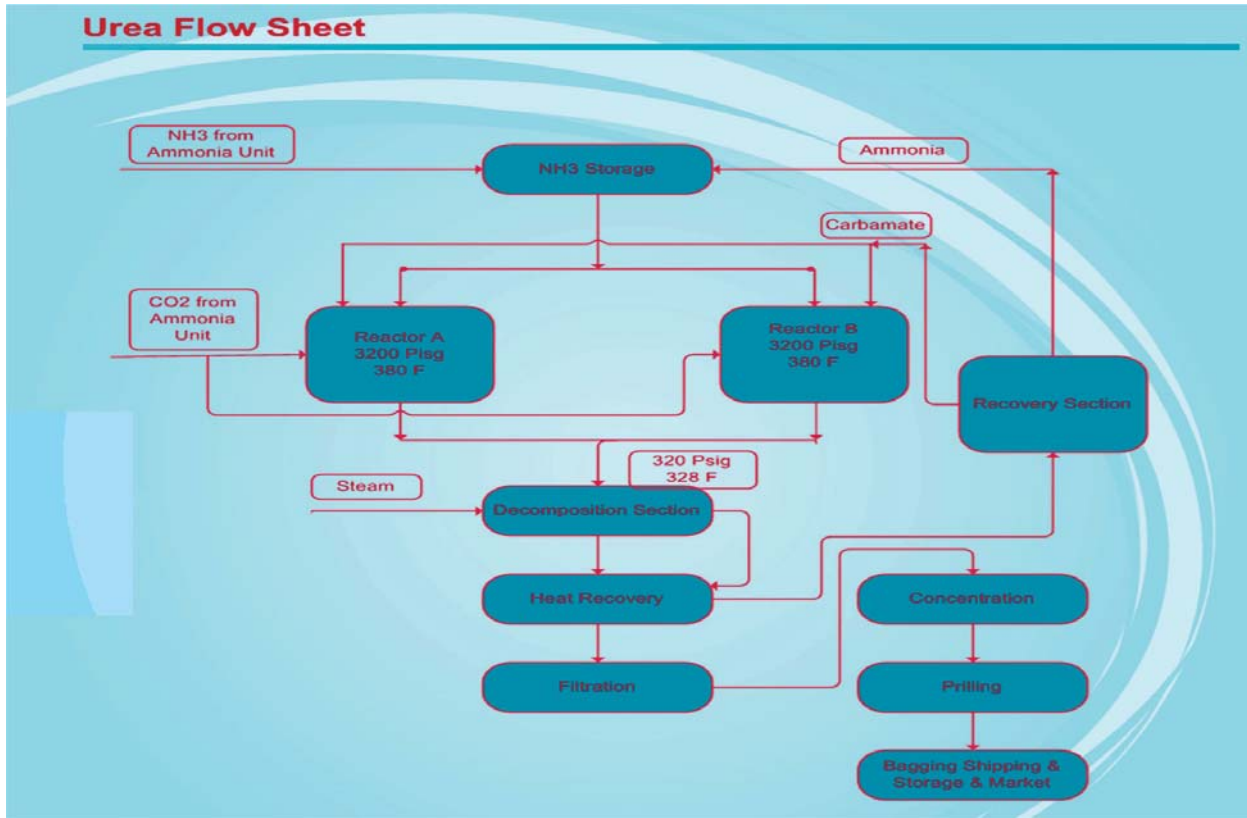 Urea Flow Sheet
NH3 from
Ammonia Unit
NH3 Storage
Ammonia
Carbamate
CO2 from
Ammonia
Unit
Reactor A
3200 Pisg
380 F
Reactor B
3200 Pisg
380 F
Recovery Section
320 Psig
328 F
Steam
Decomposition Section
Heat Recovery
Concentration
Filtration
Prilling
Bagging Shipping &
Storage & Market